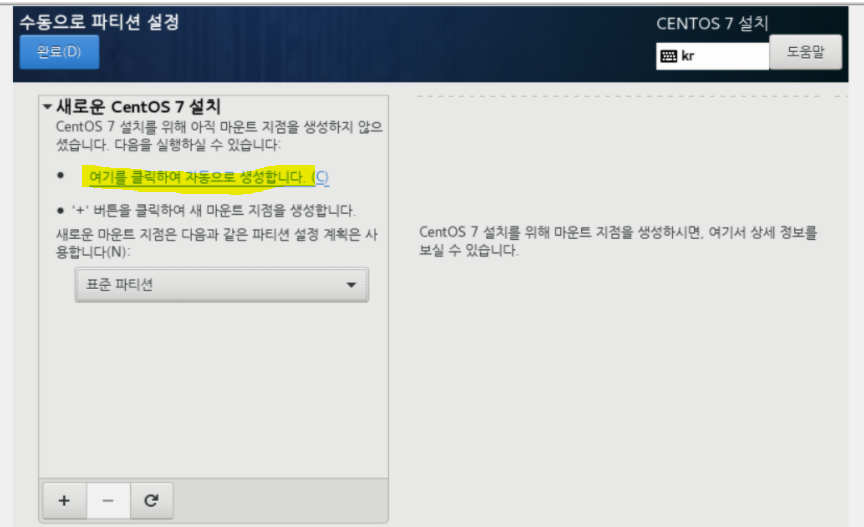 수동으로 파티션 설정
CENTOS 7 설치
완료(D)
kr
도움말
새로운 CentOS 7 설치
CentOS 7 설치를 위해 아직 마운트 지점을 생성하지 않으
셨습니다. 다음을 실행하실 수 있습니다:
• 여기를 클릭하여 자동으로 생성합니다. (C)
• '+' 버튼을 클릭하여 새 마운트 지점을 생성합니다.
새로운 마운트 지점은 다음과 같은 파티션 설정 계획은 사
용합니다(N):
CentOS 7 설치를 위해 마운트 지점을 생성하시면, 여기서 상세 정보를
보실 수 있습니다.
표준 파티션
+ −